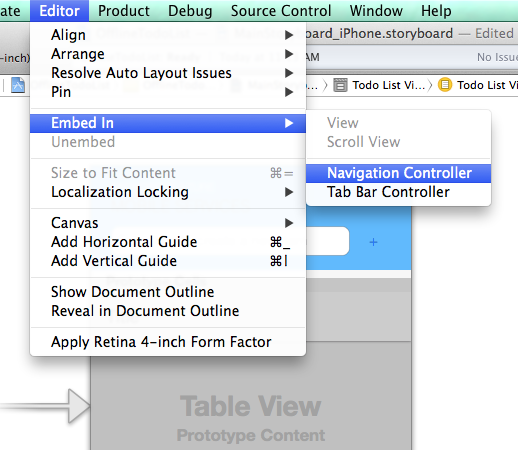 ate Editor Product Debug Source Control Window Help
board_iPhone.storyboard — Edited
-inch) AM No Issue
Align
Arrange
Resolve Auto Layout Issues
Pin
o... 〉 Todo List Vi... 〉 Todo List Vi
Embed In
Unembed
View
Scroll View
Navigation Controller
Tab Bar Controller
Size to Fit Content ⌘=
Localization Locking
Canvas
Add Horizontal Guide ⌘_
Add Vertical Guide ⌘|
+
Show Document Outline
Reveal in Document Outline
Apply Retina 4-inch Form Factor
Table View
Prototype Content